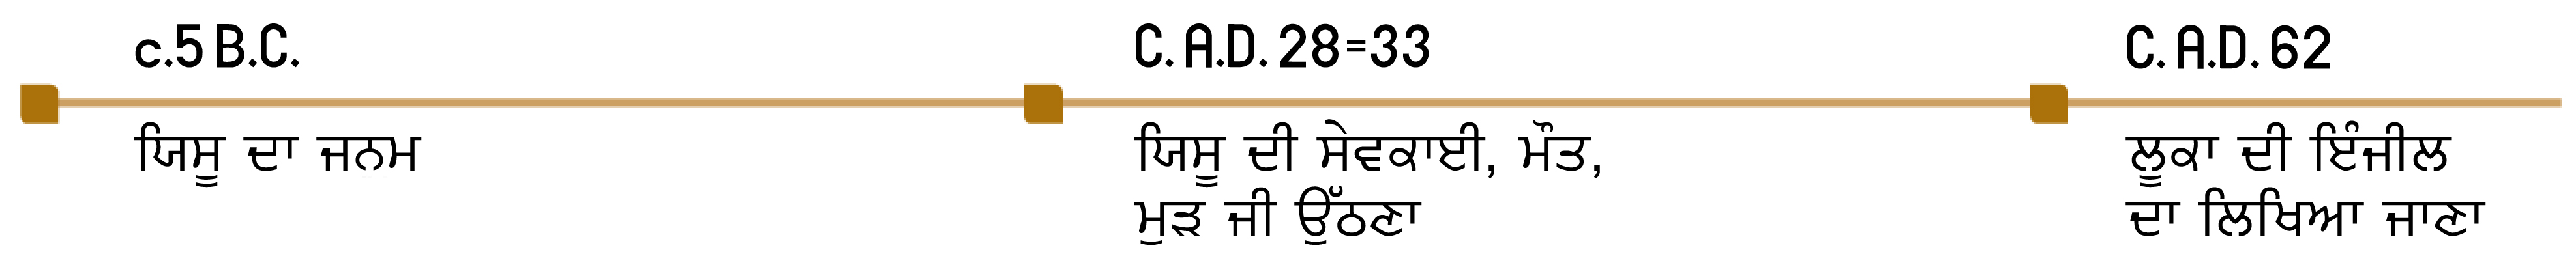 c.5 B.C.
ਯਿਸੂ ਦਾ ਜਨਮ
C. A.D. 28=33
ਯਿਸੂ ਦੀ ਸੇਵਕਾਈ, ਮੌਤ,
ਮੁੜ ਜੀ ਉੱਠਣਾ
C. A.D. 62
ਲੂਕਾ ਦੀ ਇੰਜੀਲ
ਦਾ ਲਿਖਿਆ ਜਾਣਾ